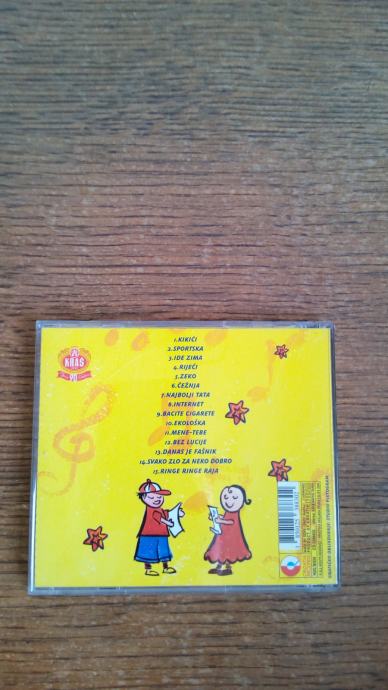 KRAŠ
1.KIKIĆI
2.SPORTSKA
3.IDE ZIMA
4.RIJEČI
5.ZEKO
6.ČEŽNJA
7.NAJBOLJI TATA
8.INTERNET
9.BACITE CIGARETE
10.EKOLOŠKA
11.MENE-TEBE
12.BEZ LUCIJE
13.DANAS JE FAŠNIK
14.SVAKO ZLO ZA NEKO DOBRO
15.RINGE RINGE RAJA